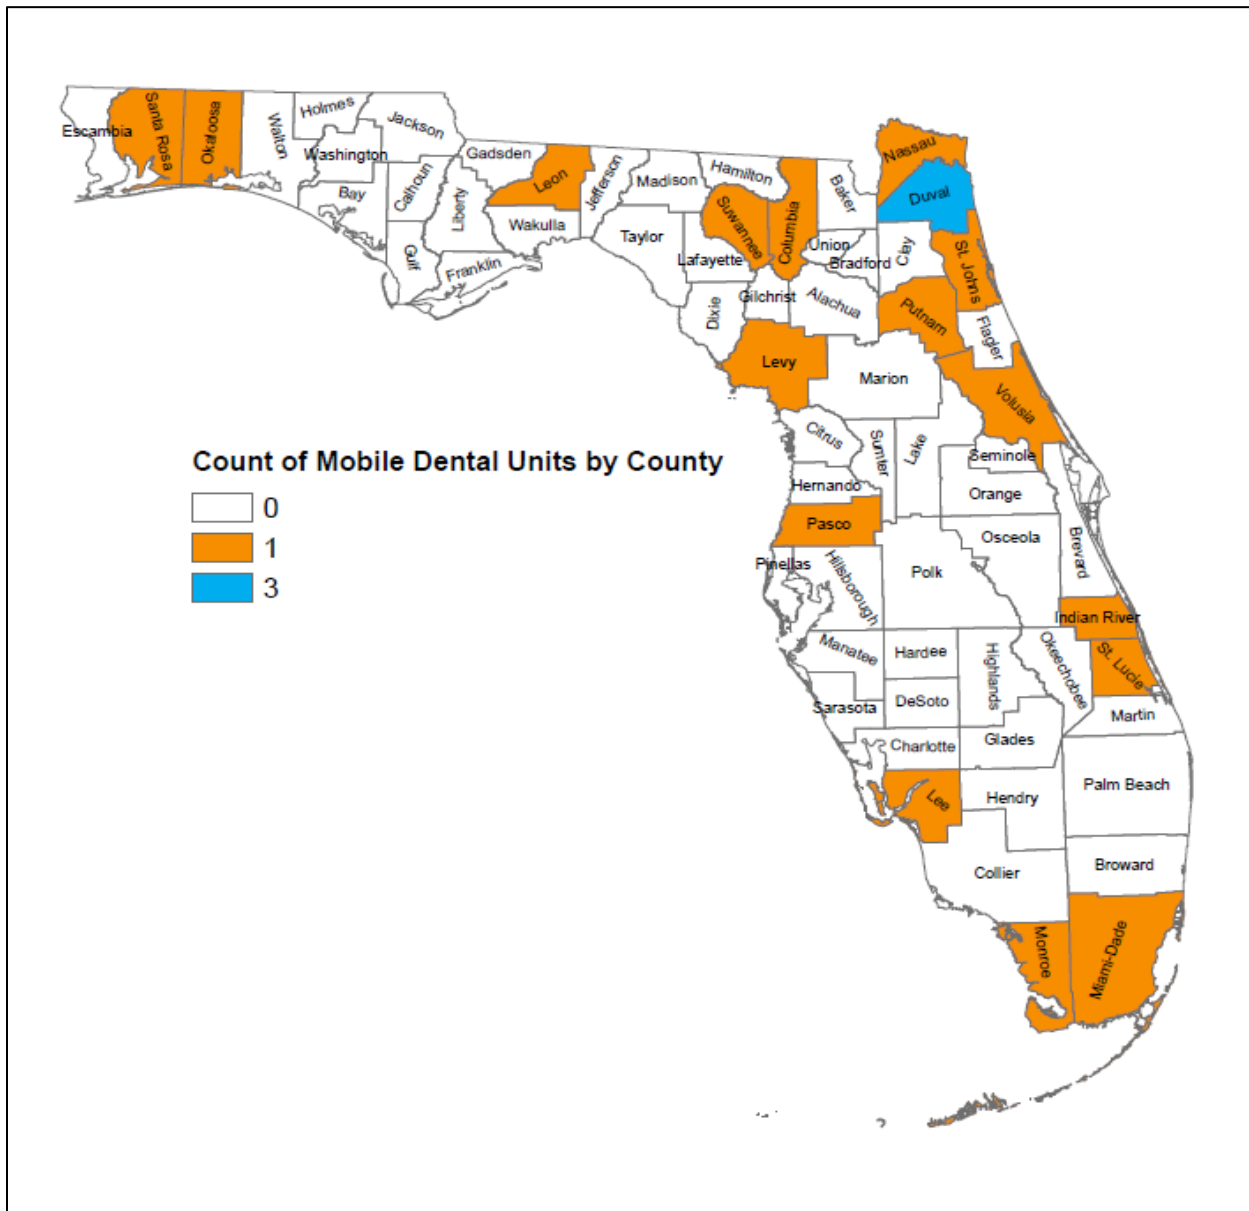 Escambia
Santa Rosa
Okaloosa
Walton
Holmes
Washington
Jackson
Bay
Calhoun
Gulf
Liberty
Gadsden
Franklin
Leon
Wakulla
Jefferson
Madison
Taylor
Hamilton
Suwannee
Lafayette
Dixie
Columbia
Gilchrist
Baker
Union
Bradford
Alachua
Nassau
Duval
Clay
St. Johns
Putnam
Flagler
Levy
Marion
Volusia
Citrus
Sumter
Lake
Seminole
Hernando
Orange
Pasco
Osceola
Brevard
Pinellas
Hillsborough
Polk
Indian River
Manatee
Hardee
Highlands
Okeechobee
St. Lucie
Sarasota
DeSoto
Martin
Charlotte
Glades
Lee
Hendry
Palm Beach
Collier
Broward
Monroe
Miami-Dade
Count of Mobile Dental Units by County
0
1
3